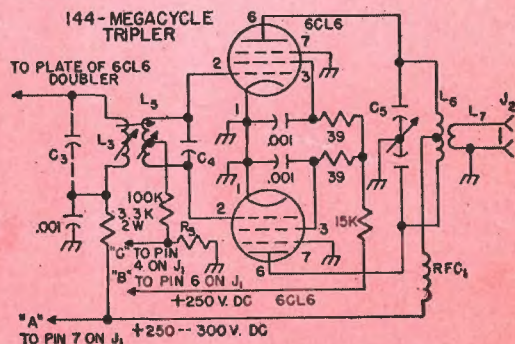 144-MEGACYCLE
TRIPLER
6
6CL6
7
TO PLATE OF 6CL6
DOUBLER
2
3
L5
C5
L6
J2
L7
1
C3
L3
C4
.001
39
.001
39
1
.001
100K
3.3K
2W
R3
15K
2
3
7
"C" TO PIN
4 ON J1
"B" TO PIN 6 ON J1
6
RFC1
+250 V. DC
6CL6
"A"
+250 -- 300 V. DC
TO PIN 7 ON J1